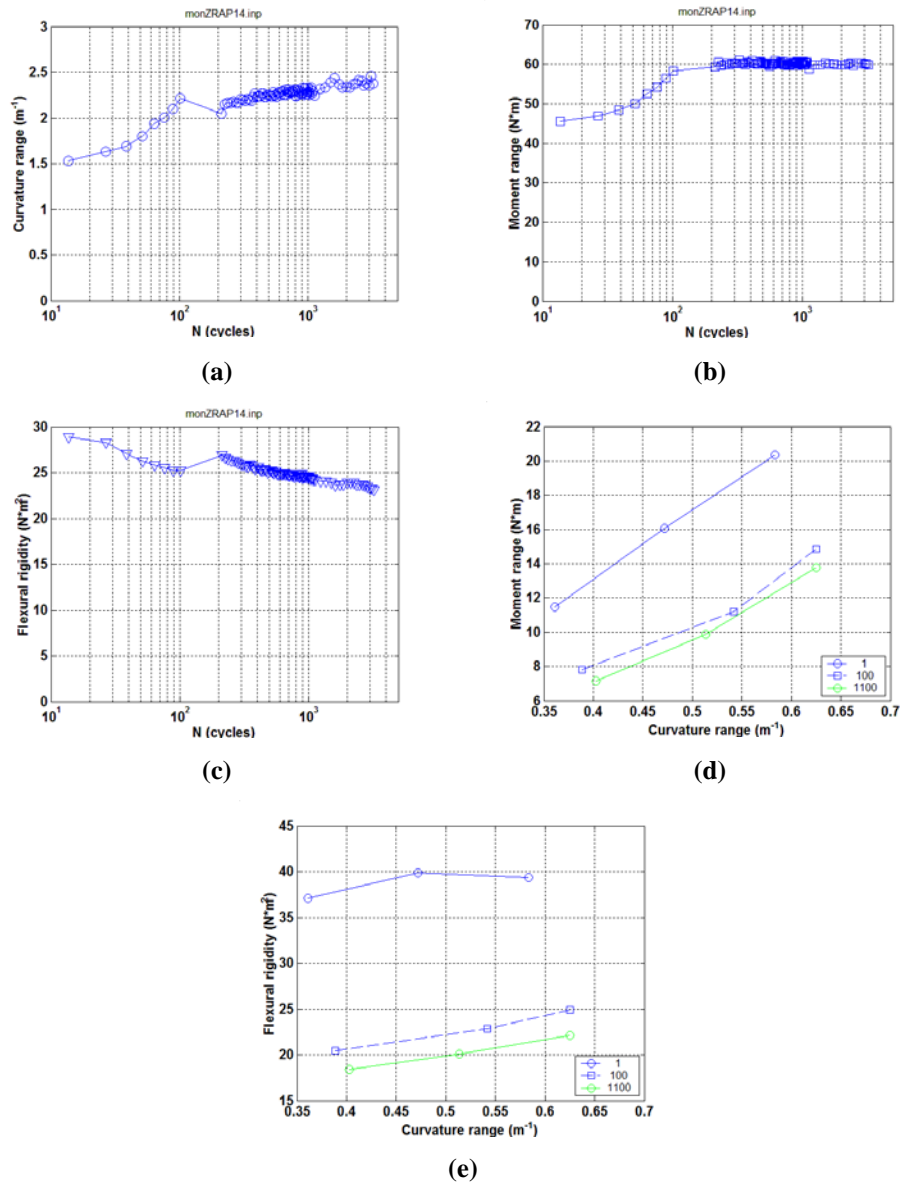 monZRAP14.inp
3
2.5
2
1.5
1
0.5
0
Curvature range (m⁻¹)
10¹
10²
10³
N (cycles)
(a)
monZRAP14.inp
70
60
50
40
30
20
10
0
Moment range (N*m)
10¹
10²
10³
N (cycles)
(b)
monZRAP14.inp
30
25
20
15
10
5
0
Flexural rigidity (N*m²)
10¹
10²
10³
N (cycles)
(c)
22
20
18
16
14
12
10
8
6
Moment range (N*m)
1
100
1100
0.35 0.4 0.45 0.5 0.55 0.6 0.65 0.7
Curvature range (m⁻¹)
(d)
45
40
35
30
25
20
15
Flexural rigidity (N*m²)
1
100
1100
0.35 0.4 0.45 0.5 0.55 0.6 0.65 0.7
Curvature range (m⁻¹)
(e)